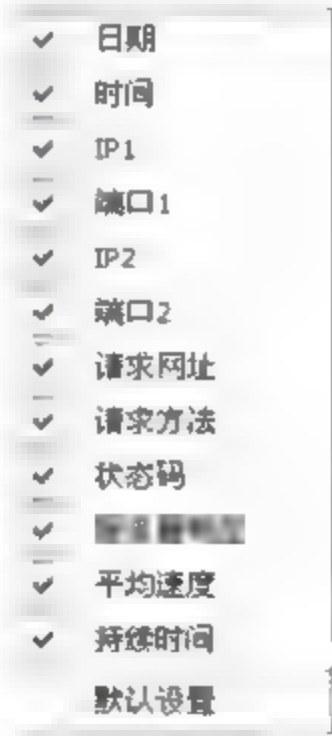 日期
时间
IP1
端口1
IP2
端口2
请求网址
请求方法
状态码
平均速度
持续时间
默认设置